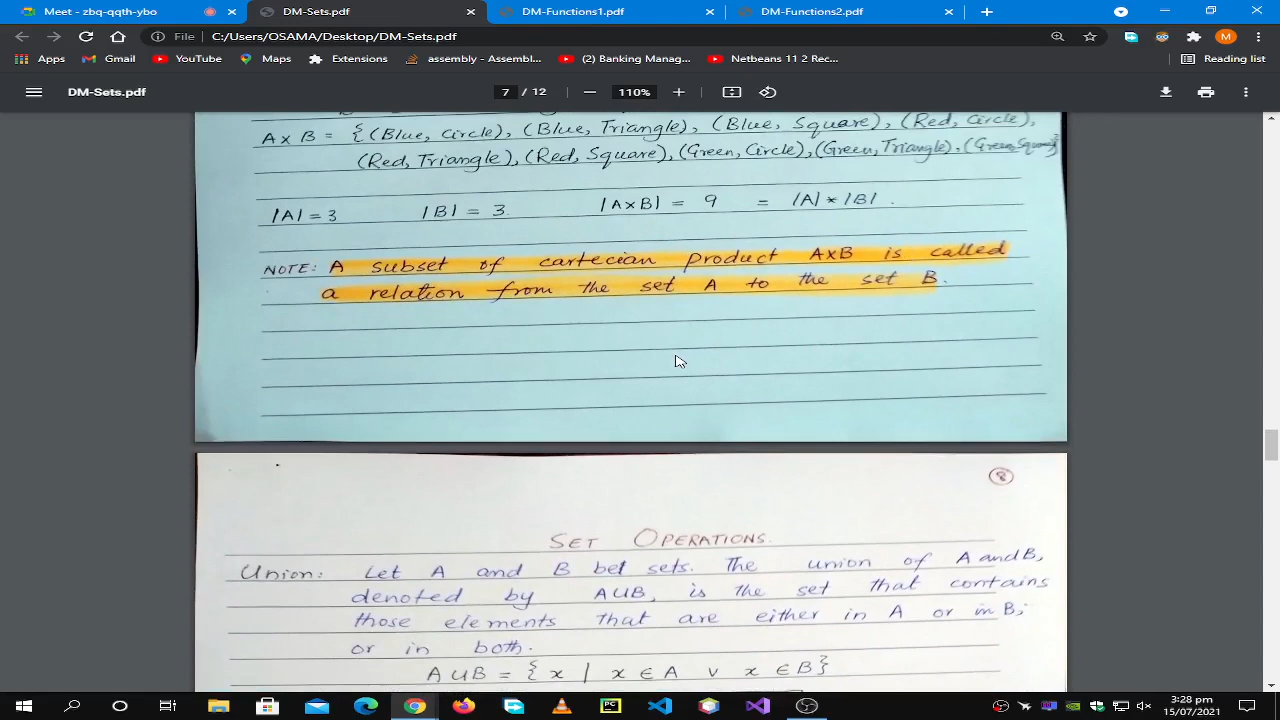 Meet - zbq-qqth-ybo
DM-Sets.pdf
DM-Functions1.pdf
DM-Functions2.pdf
File
C:/Users/OSAMA/Desktop/DM-Sets.pdf
Apps
Gmail
YouTube
Maps
Extensions
assembly - Assembl...
(2) Banking Manag...
Netbeans 11 2 Rec...
Reading list
DM-Sets.pdf
7 / 12
110%
A x B = {(Blue, Circle), (Blue, Triangle), (Blue, Square), (Red, Circle),
(Red, Triangle), (Red, Square), (Green, Circle), (Green, Triangle), (Green, Square)}
|A| = 3 |B| = 3. |A×B| = 9 = |A| * |B| .
NOTE: A subset of cartecian product A×B is called
a relation from the set A to the set B.
8
SET OPERATIONS.
Union: Let A and B bet sets. The union of A and B,
denoted by A∪B, is the set that contains
those elements that are either in A or in B,
or in both.
A∪B = {x | x ∈ A ∨ x ∈ B}
3:28 pm
15/07/2021